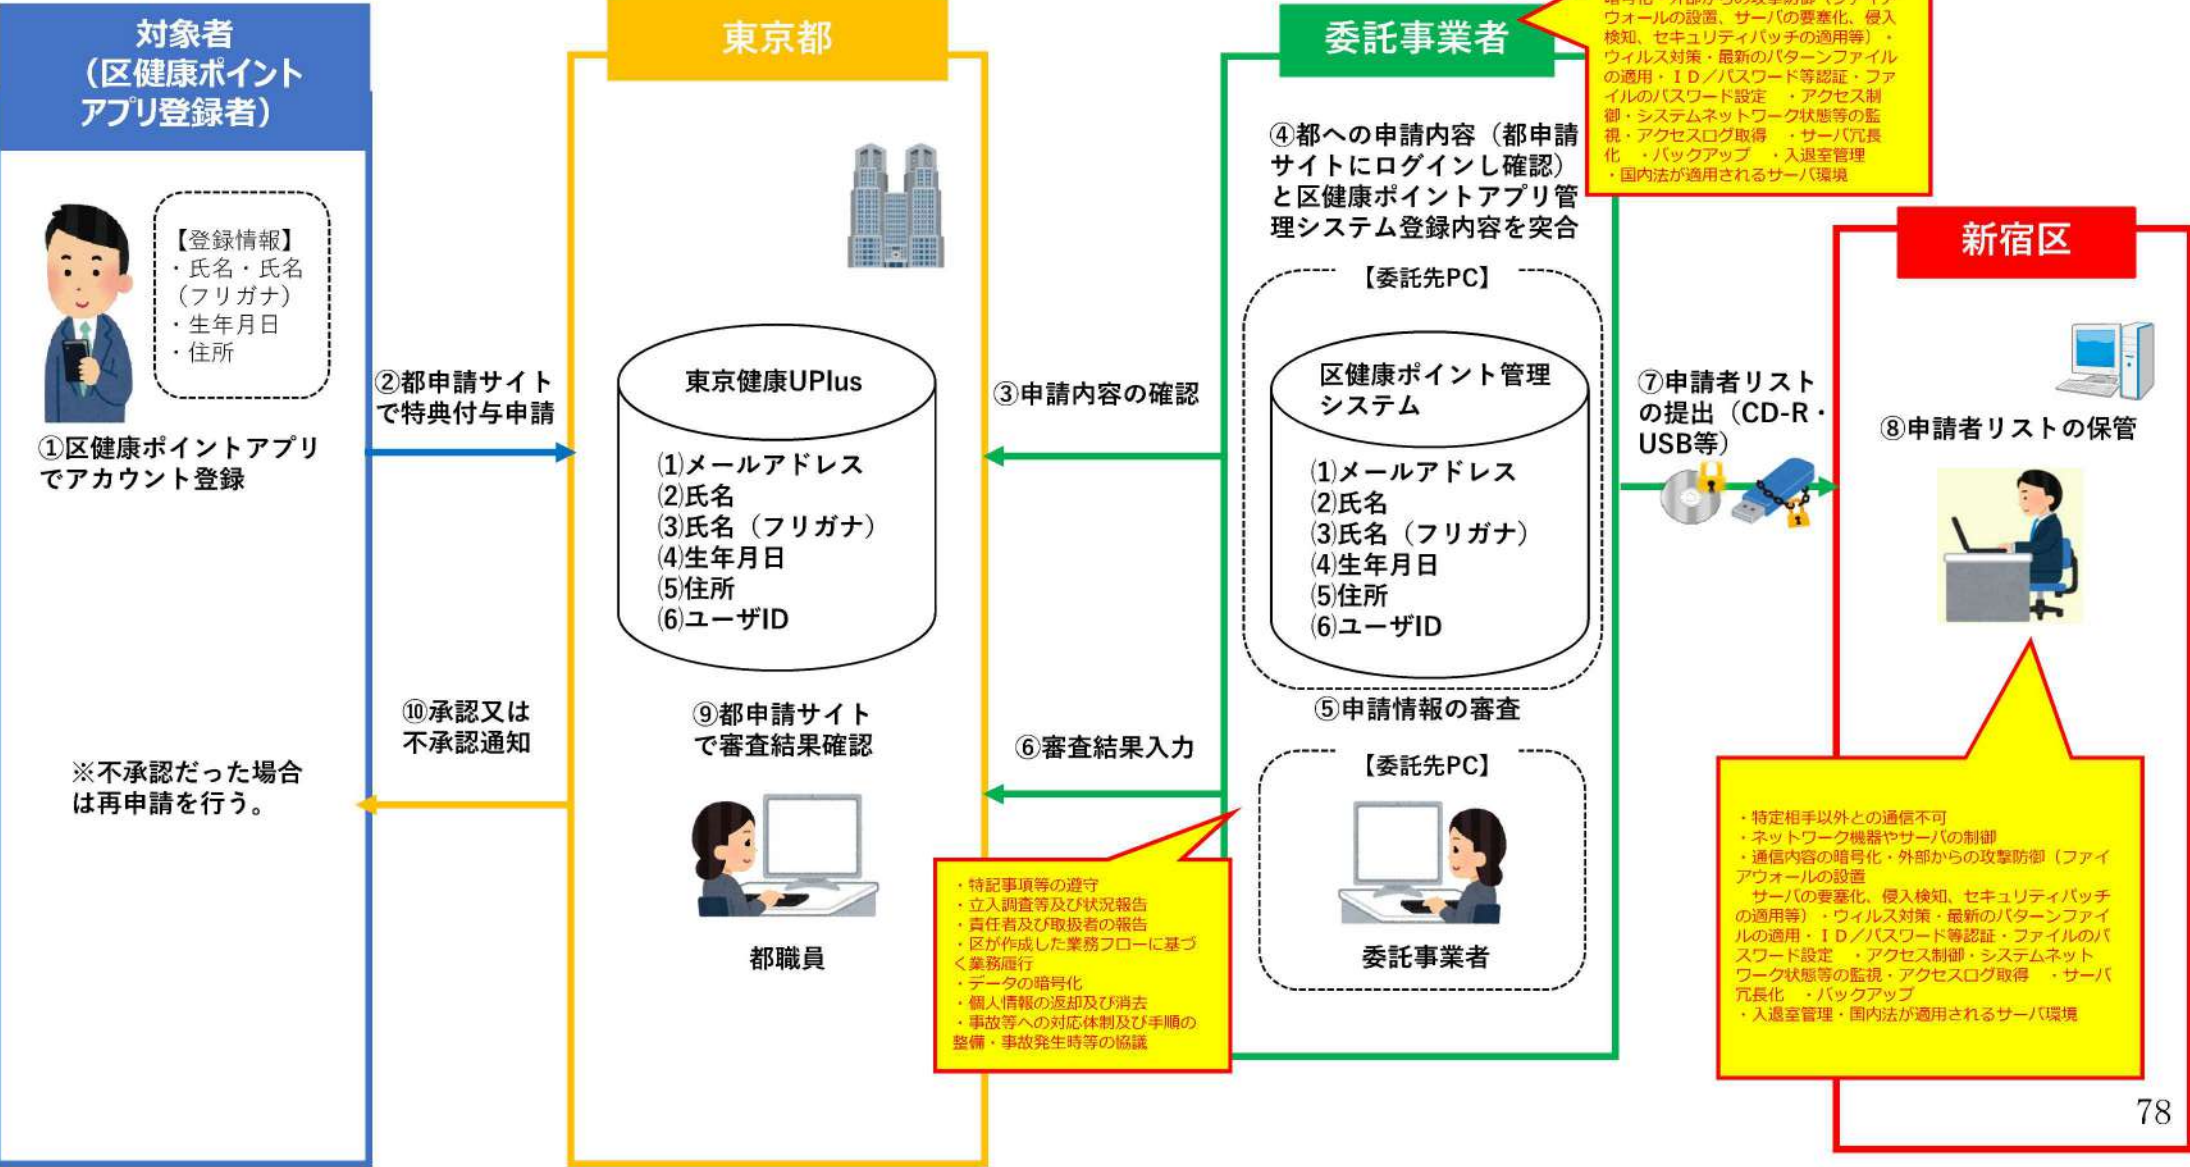 対象者
（区健康ポイント
アプリ登録者）
【登録情報】
・氏名・氏名
（フリガナ）
・生年月日
・住所
①区健康ポイントアプリ
でアカウント登録
※不承認だった場合
は再申請を行う。
②都申請サイト
で特典付与申請
⑩承認又は
不承認通知
東京都
東京健康UPlus
⑴メールアドレス
⑵氏名
⑶氏名（フリガナ）
⑷生年月日
⑸住所
⑹ユーザID
⑨都申請サイト
で審査結果確認
都職員
③申請内容の確認
⑥審査結果入力
・特記事項等の遵守
・立入調査等及び状況報告
・責任者及び取扱者の報告
・区が作成した業務フローに基づ
く業務履行
・データの暗号化
・個人情報の返却及び消去
・事故等への対応体制及び手順の
整備・事故発生時等の協議
委託事業者
ウォールの設置、サーバの要塞化、侵入
検知、セキュリティパッチの適用等）・
ウィルス対策・最新のパターンファイル
の適用・ＩＤ／パスワード等認証・ファ
イルのパスワード設定　・アクセス制
御・システムネットワーク状態等の監
視・アクセスログ取得　・サーバ冗長
化　・バックアップ　・入退室管理
・国内法が適用されるサーバ環境
④都への申請内容（都申請
サイトにログインし確認）
と区健康ポイントアプリ管
理システム登録内容を突合
【委託先PC】
区健康ポイント管理
システム
⑴メールアドレス
⑵氏名
⑶氏名（フリガナ）
⑷生年月日
⑸住所
⑹ユーザID
⑤申請情報の審査
【委託先PC】
委託事業者
⑦申請者リスト
の提出（CD-R・
USB等）
新宿区
⑧申請者リストの保管
・特定相手以外との通信不可
・ネットワーク機器やサーバの制御
・通信内容の暗号化・外部からの攻撃防御（ファイ
アウォールの設置
サーバの要塞化、侵入検知、セキュリティパッチ
の適用等）・ウィルス対策・最新のパターンファイ
ルの適用・ＩＤ／パスワード等認証・ファイルのパ
スワード設定　・アクセス制御・システムネット
ワーク状態等の監視・アクセスログ取得　・サーバ
冗長化　・バックアップ
・入退室管理・国内法が適用されるサーバ環境
78